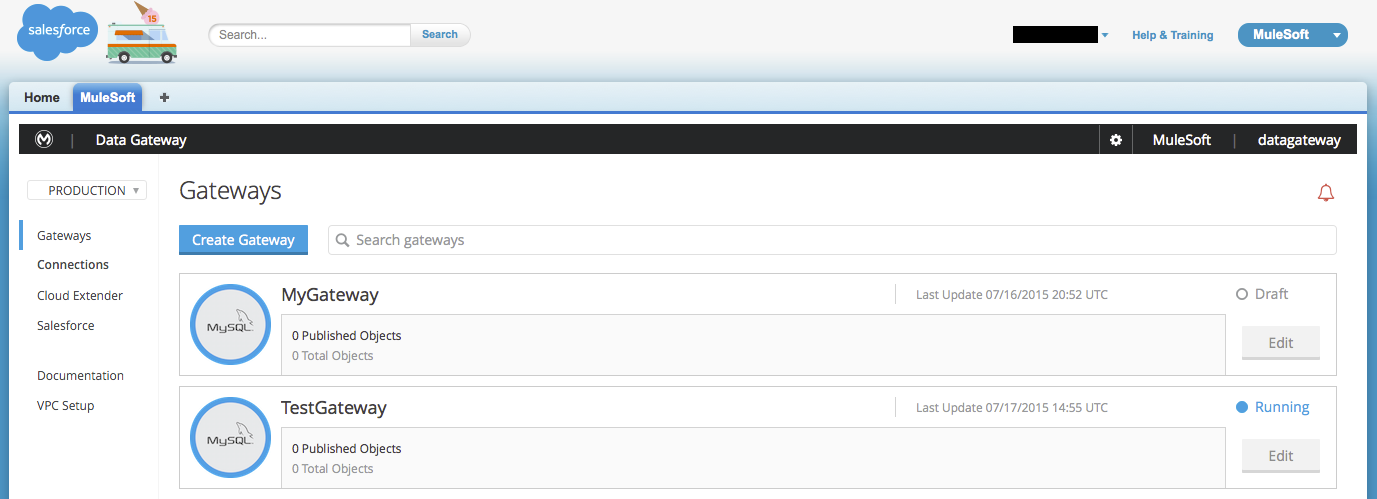 salesforce
15
Search...
Search
Help & Training
MuleSoft
Home
MuleSoft
Data Gateway
MuleSoft
datagateway
PRODUCTION
Gateways
Connections
Cloud Extender
Salesforce
Documentation
VPC Setup
Gateways
Create Gateway
Search gateways
MySQL
MyGateway
Last Update 07/16/2015 20:52 UTC
Draft
0 Published Objects
0 Total Objects
Edit
MySQL
TestGateway
Last Update 07/17/2015 14:55 UTC
Running
0 Published Objects
0 Total Objects
Edit